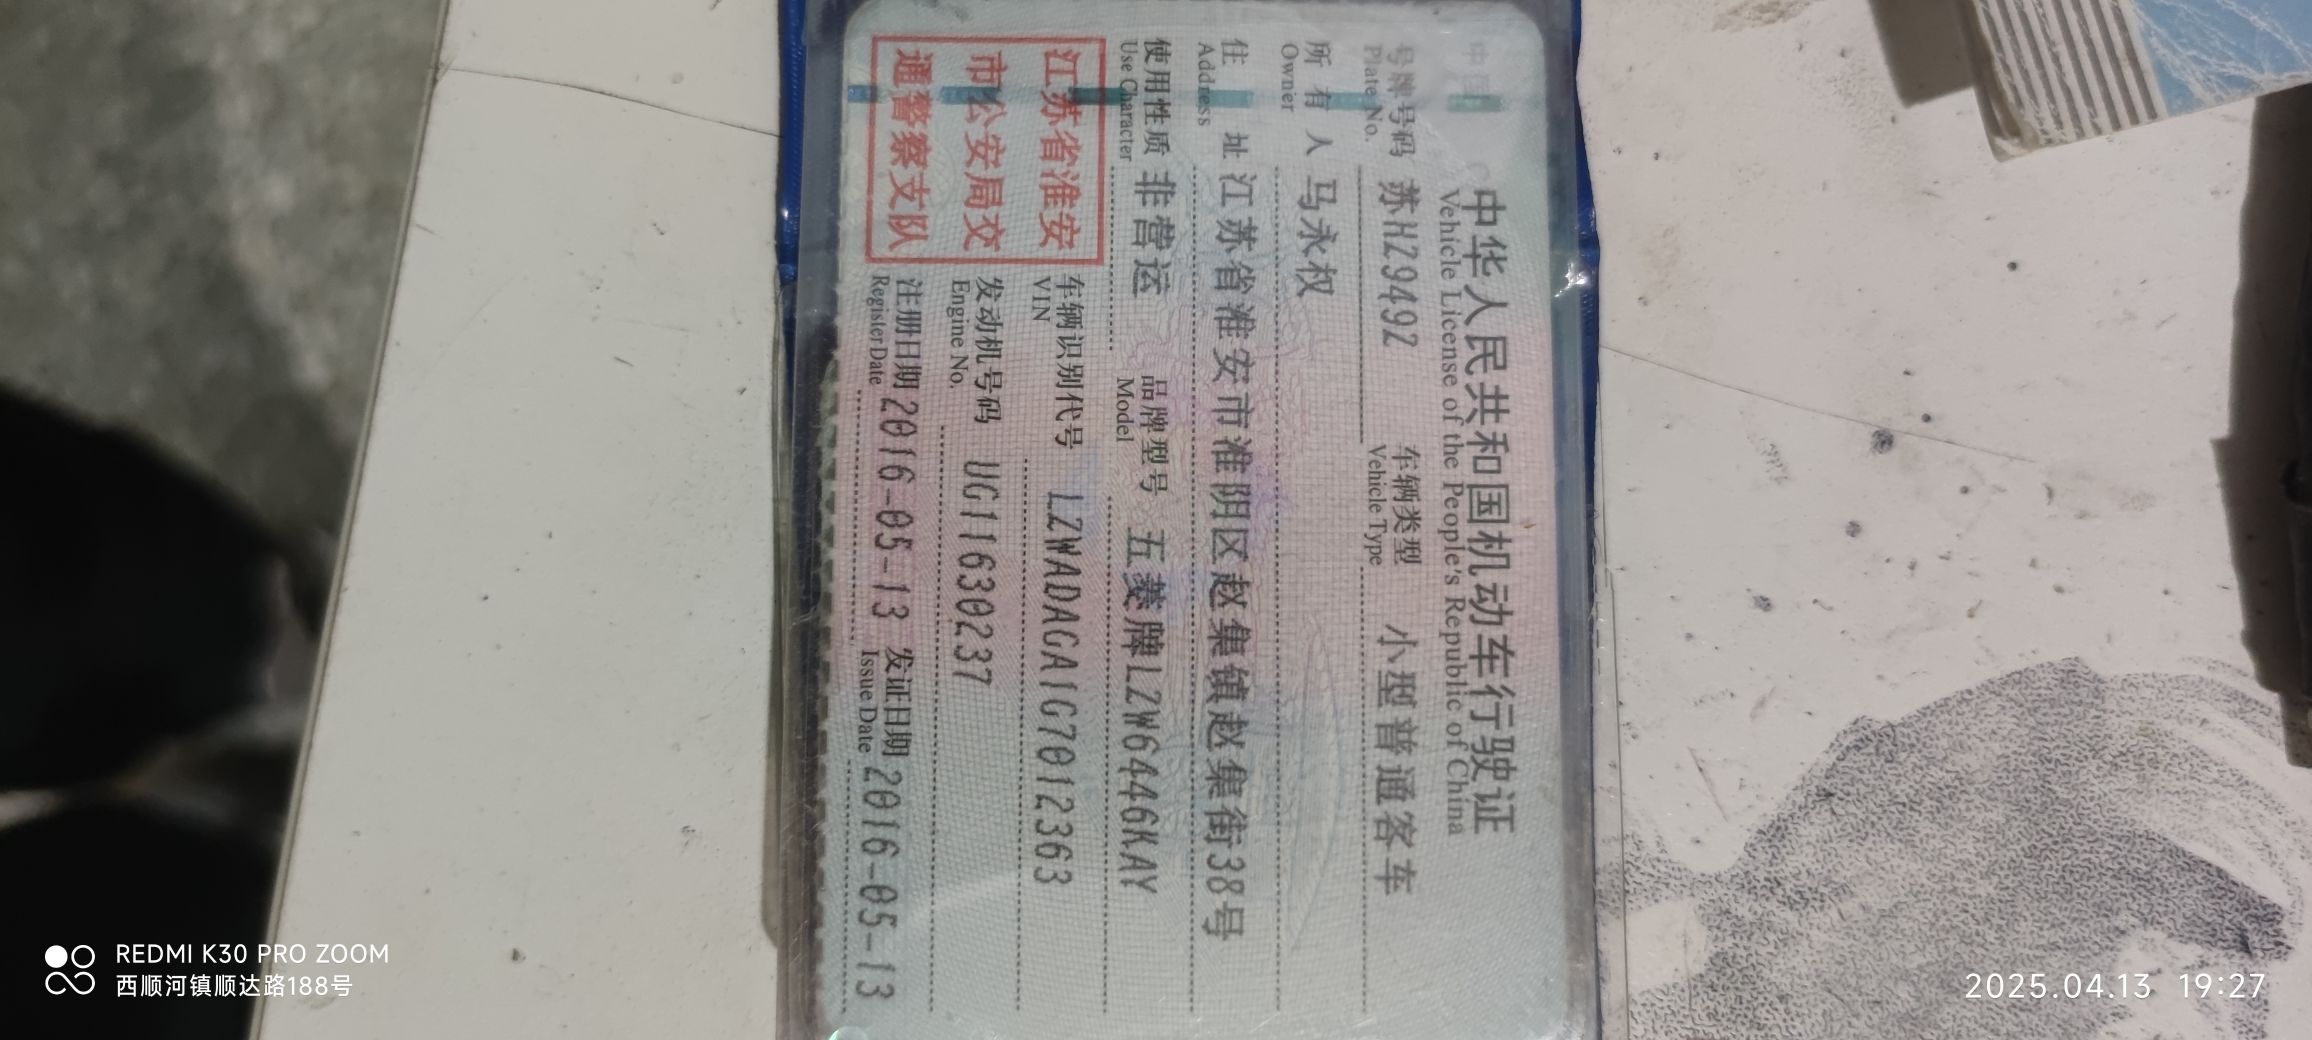 中华人民共和国机动车行驶证
Vehicle License of the People's Republic of China
号牌号码 苏HZ9492 车辆类型 小型普通客车
Plate No. Vehicle Type
所有人 马永权
Owner
住址 江苏省淮安市淮阴区赵集镇赵集街38号
Address
使用性质 非营运 品牌型号 五菱牌LZW6446KAY
Use Character Model
江苏省淮安
市公安局交
通警察支队
车辆识别代号 LZWADAGA1G7012363
VIN
发动机号码 UG11630237
Engine No.
注册日期 2016-05-13 发证日期 2016-05-13
Register Date Issue Date
REDMI K30 PRO ZOOM
西顺河镇顺达路188号
2025.04.13 19:27